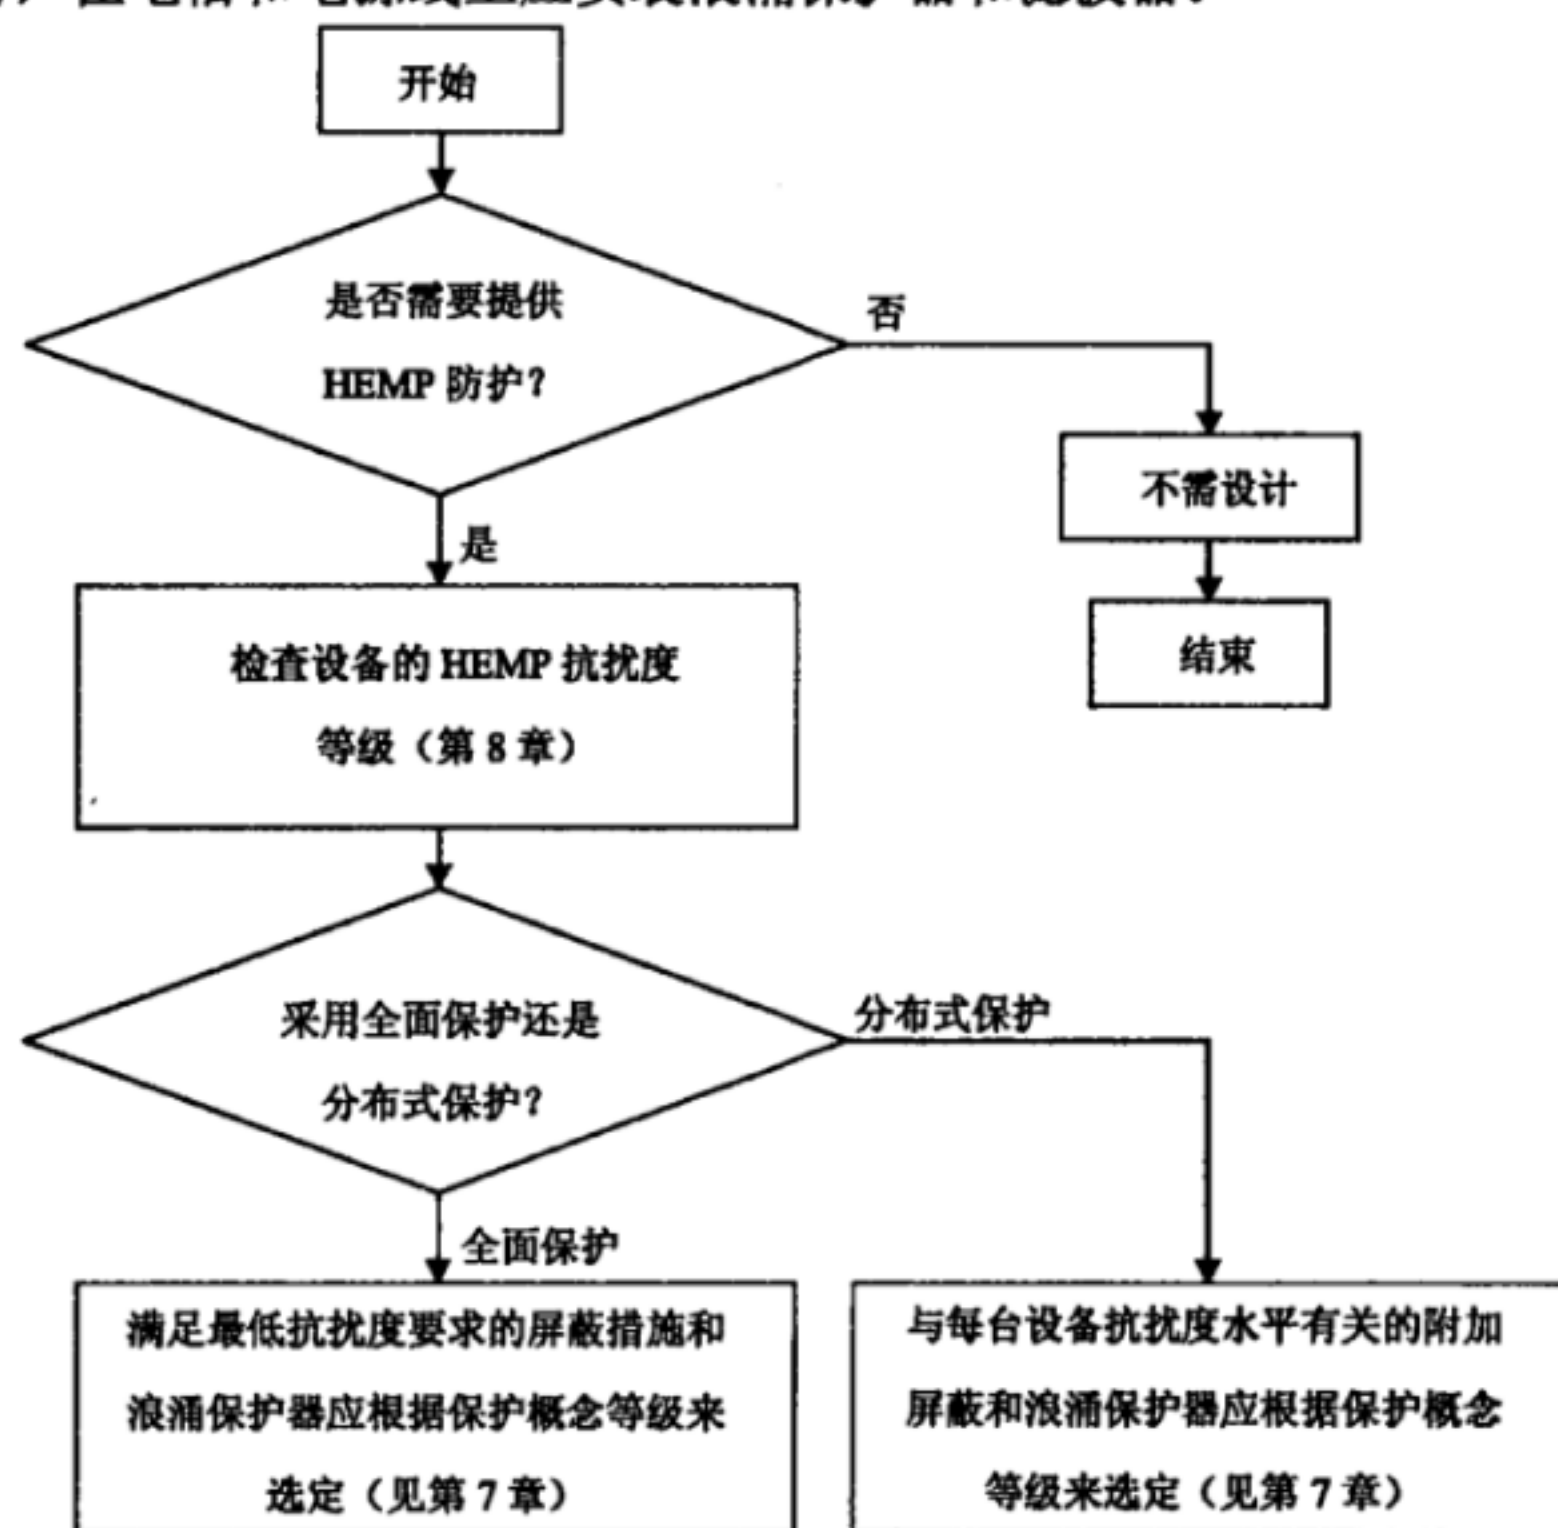 开始
是否需要提供
HEMP 防护？
否
不需设计
结束
是
检查设备的 HEMP 抗扰度
等级（第 8 章）
采用全面保护还是
分布式保护？
分布式保护
全面保护
满足最低抗扰度要求的屏蔽措施和
浪涌保护器应根据保护概念等级来
选定（见第 7 章）
与每台设备抗扰度水平有关的附加
屏蔽和浪涌保护器应根据保护概念
等级来选定（见第 7 章）